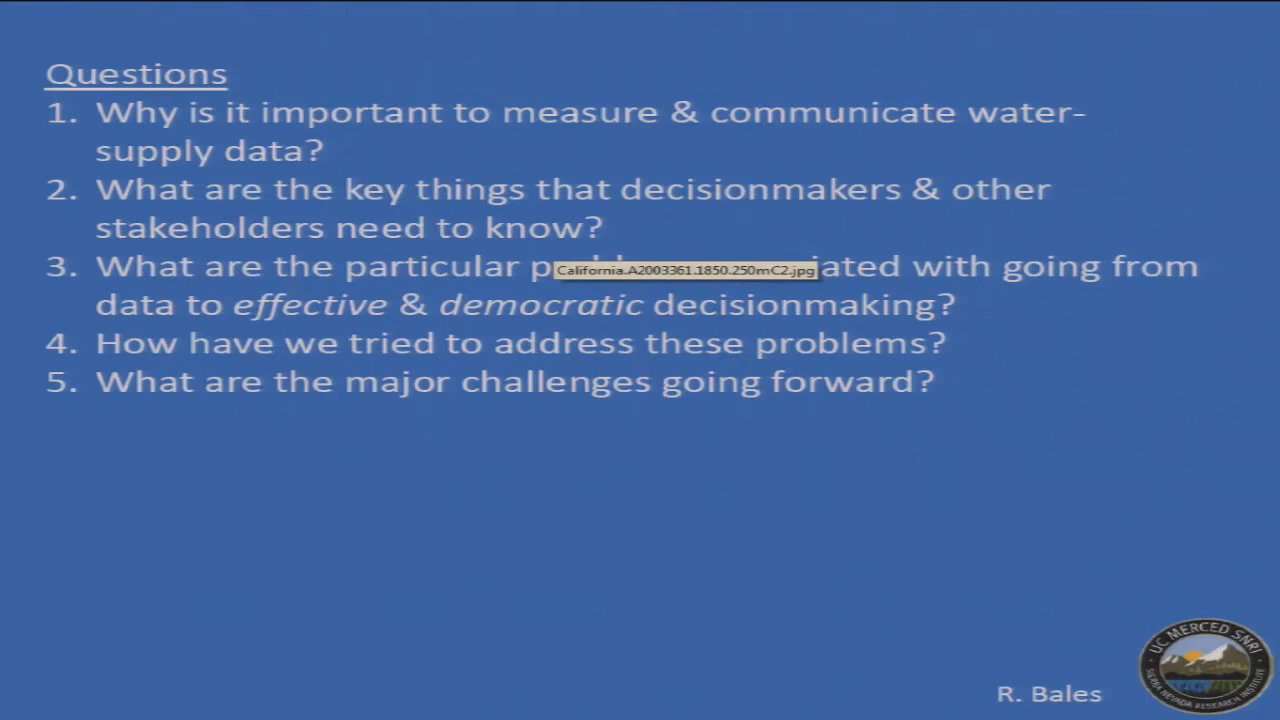 Questions
1. Why is it important to measure & communicate water-
supply data?
2. What are the key things that decisionmakers & other
stakeholders need to know?
3. What are the particular p California.A2003361.1850.250mC2.jpg iated with going from
data to effective & democratic decisionmaking?
4. How have we tried to address these problems?
5. What are the major challenges going forward?
UC MERCED SNRI
SIERRA NEVADA RESEARCH INSTITUTE
R. Bales